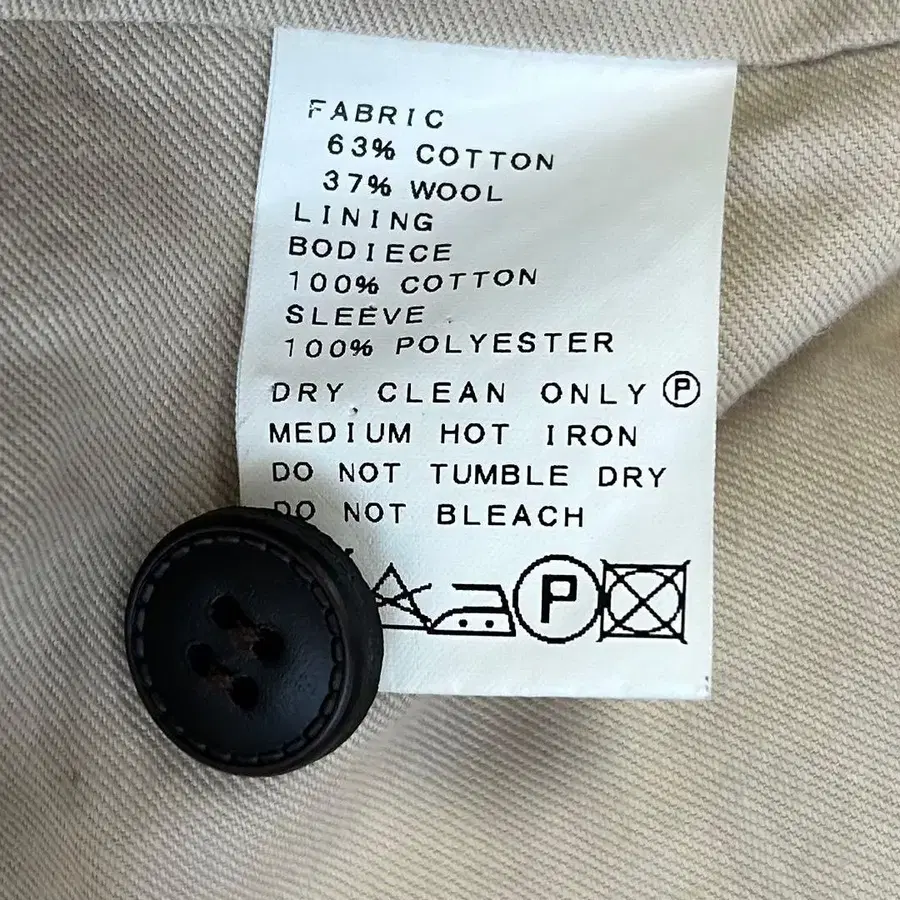 FABRIC
63% COTTON
37% WOOL
LINING
BODIECE
100% COTTON
SLEEVE
100% POLYESTER
DRY CLEAN ONLY Ⓟ
MEDIUM HOT IRON
DO NOT TUMBLE DRY
DO NOT BLEACH
P